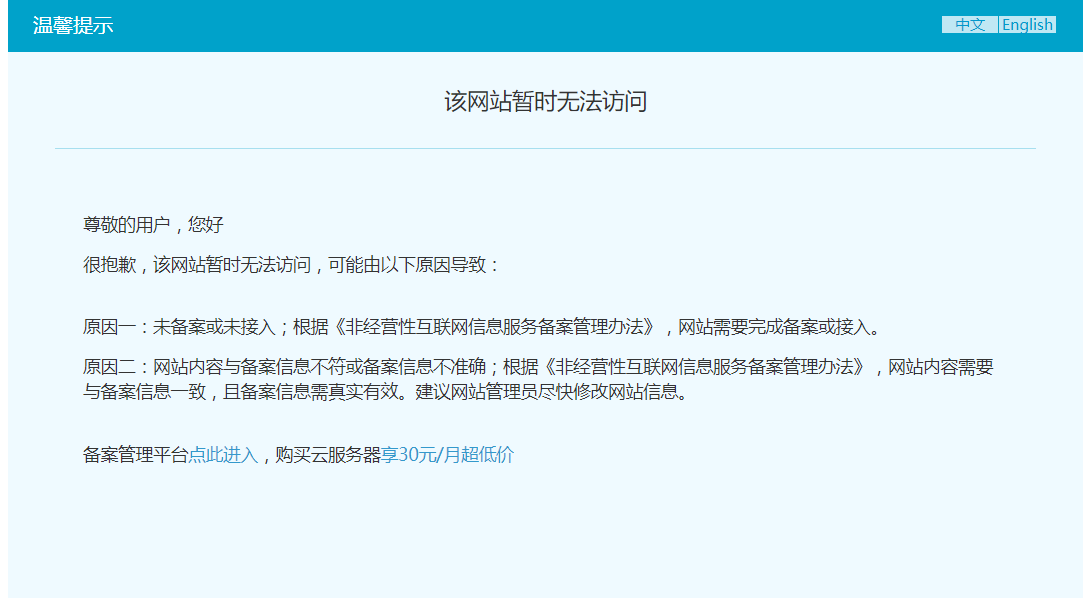 温馨提示
中文 English
该网站暂时无法访问
尊敬的用户，您好
很抱歉，该网站暂时无法访问，可能由以下原因导致：
原因一：未备案或未接入；根据《非经营性互联网信息服务备案管理办法》，网站需要完成备案或接入。
原因二：网站内容与备案信息不符或备案信息不准确；根据《非经营性互联网信息服务备案管理办法》，网站内容需要
与备案信息一致，且备案信息需真实有效。建议网站管理员尽快修改网站信息。
备案管理平台点此进入，购买云服务器享30元/月超低价